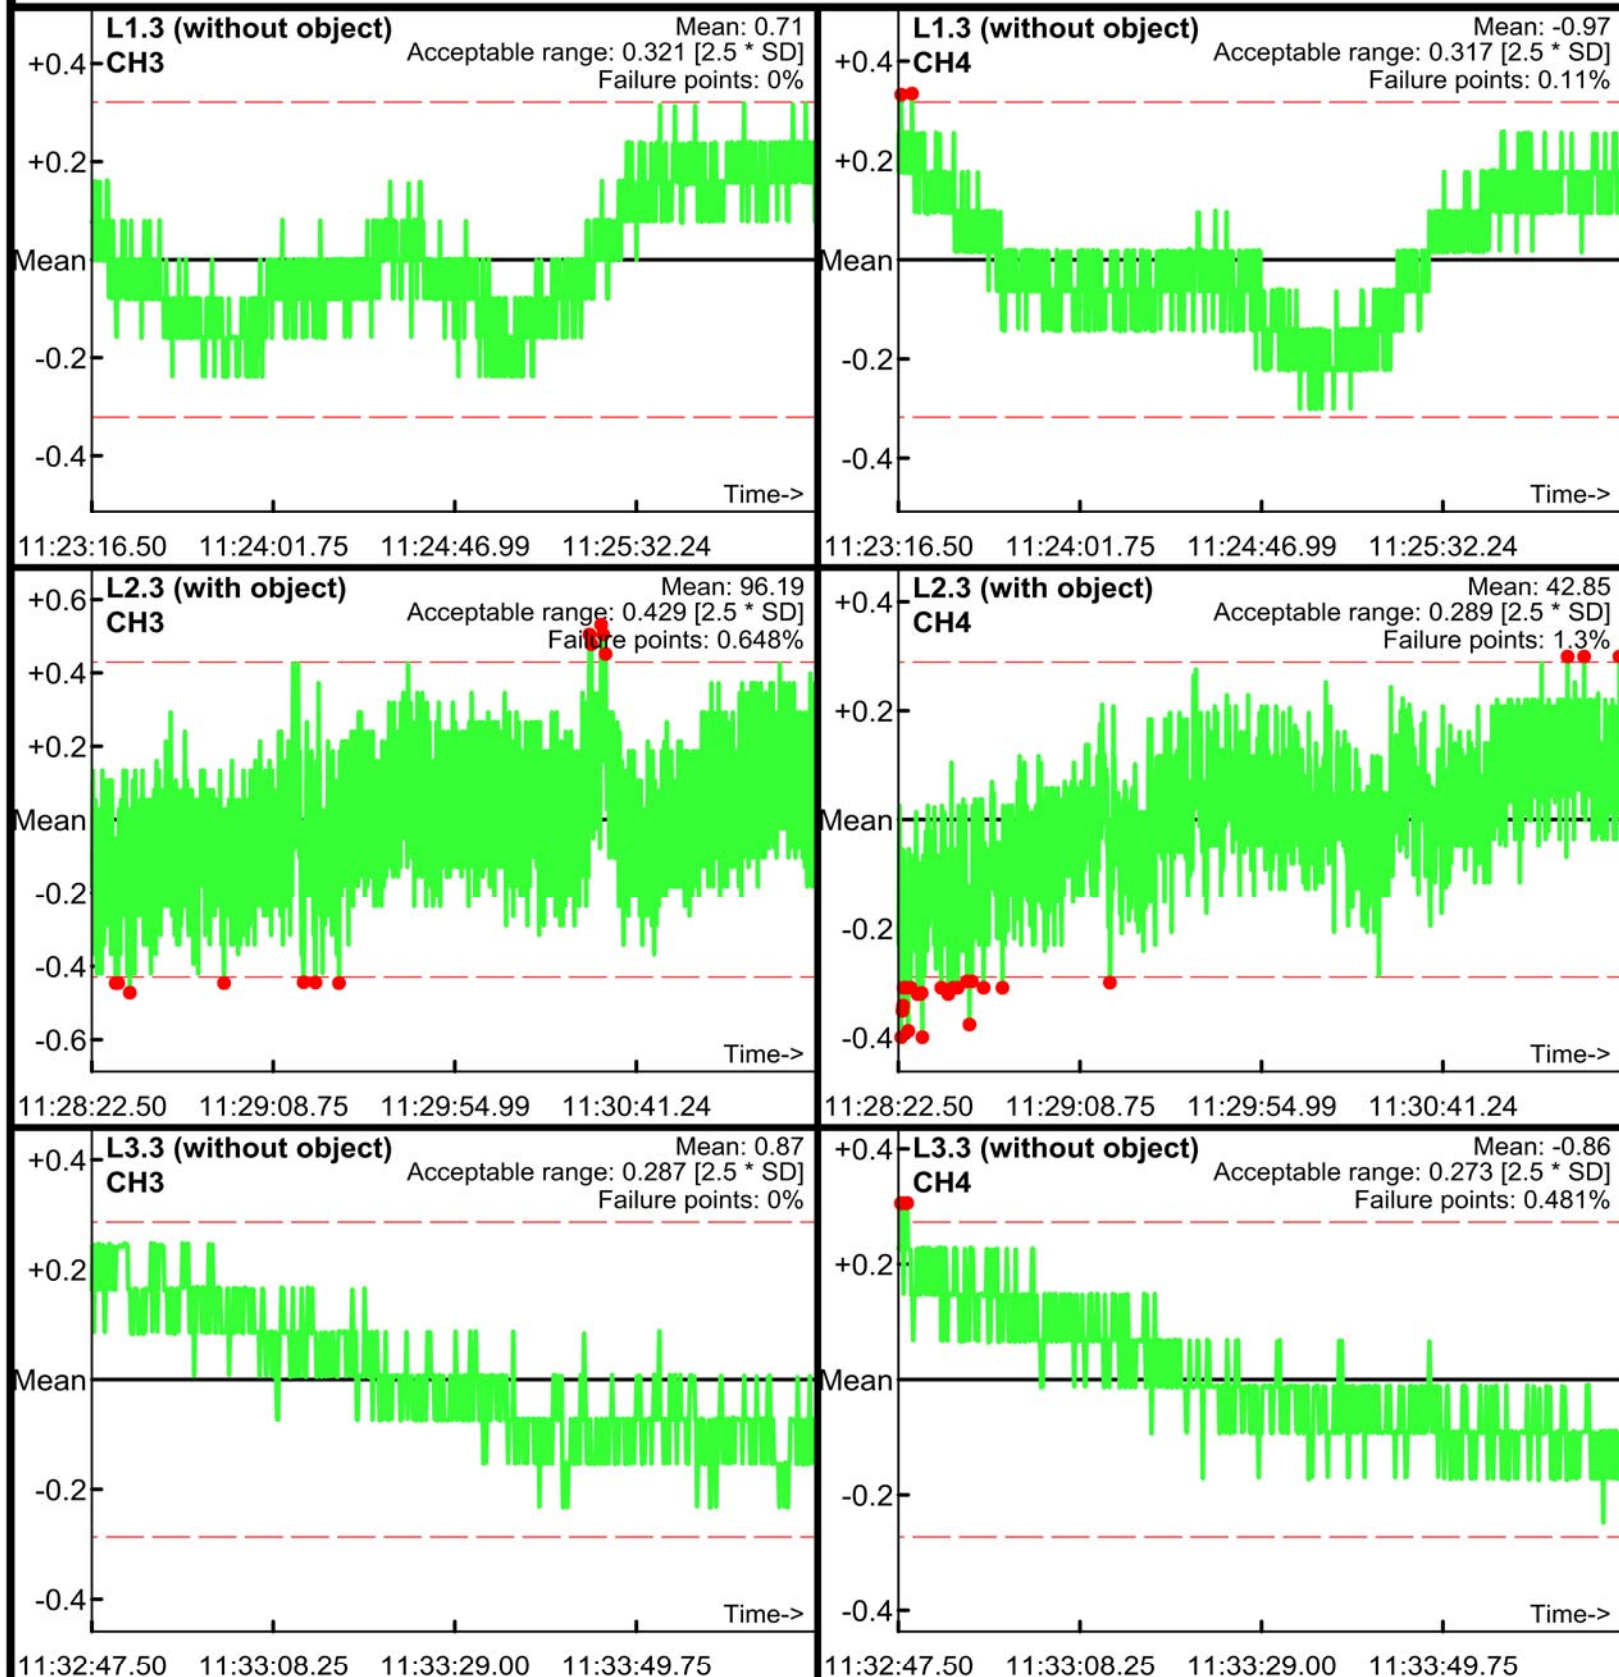 L1.3 (without object)
CH3
Mean: 0.71
Acceptable range: 0.321 [2.5 * SD]
Failure points: 0%
+0.4
+0.2
Mean
-0.2
-0.4
Time->
11:23:16.50 11:24:01.75 11:24:46.99 11:25:32.24
L1.3 (without object)
CH4
Mean: -0.97
Acceptable range: 0.317 [2.5 * SD]
Failure points: 0.11%
+0.4
+0.2
Mean
-0.2
-0.4
Time->
11:23:16.50 11:24:01.75 11:24:46.99 11:25:32.24
L2.3 (with object)
CH3
Mean: 96.19
Acceptable range: 0.429 [2.5 * SD]
Failure points: 0.648%
+0.6
+0.4
+0.2
Mean
-0.2
-0.4
-0.6
Time->
11:28:22.50 11:29:08.75 11:29:54.99 11:30:41.24
L2.3 (with object)
CH4
Mean: 42.85
Acceptable range: 0.289 [2.5 * SD]
Failure points: 1.3%
+0.4
+0.2
Mean
-0.2
-0.4
Time->
11:28:22.50 11:29:08.75 11:29:54.99 11:30:41.24
L3.3 (without object)
CH3
Mean: 0.87
Acceptable range: 0.287 [2.5 * SD]
Failure points: 0%
+0.4
+0.2
Mean
-0.2
-0.4
Time->
11:32:47.50 11:33:08.25 11:33:29.00 11:33:49.75
L3.3 (without object)
CH4
Mean: -0.86
Acceptable range: 0.273 [2.5 * SD]
Failure points: 0.481%
+0.4
+0.2
Mean
-0.2
-0.4
Time->
11:32:47.50 11:33:08.25 11:33:29.00 11:33:49.75